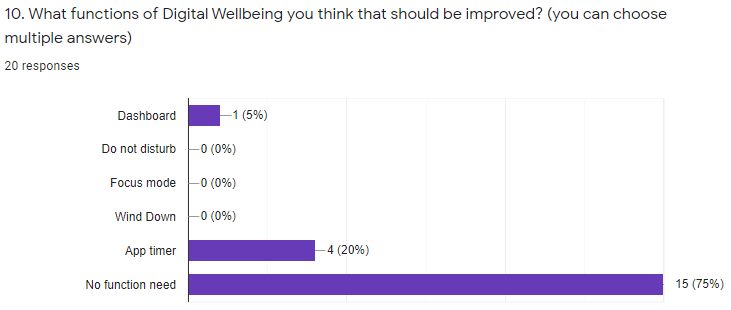 10. What functions of Digital Wellbeing you think that should be improved? (you can choose
multiple answers)
20 responses
Dashboard 1 (5%)
Do not disturb 0 (0%)
Focus mode 0 (0%)
Wind Down 0 (0%)
App timer 4 (20%)
No function need 15 (75%)